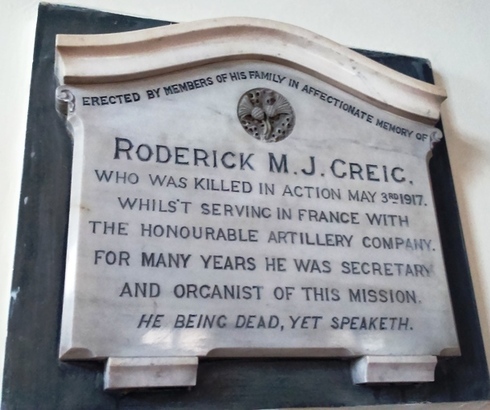 ERECTED BY MEMBERS OF HIS FAMILY IN AFFECTIONATE MEMORY OF
RODERICK M. J. GREIG.
WHO WAS KILLED IN ACTION MAY 3RD 1917.
WHILST SERVING IN FRANCE WITH
THE HONOURABLE ARTILLERY COMPANY.
FOR MANY YEARS HE WAS SECRETARY
AND ORGANIST OF THIS MISSION.
HE BEING DEAD, YET SPEAKETH.